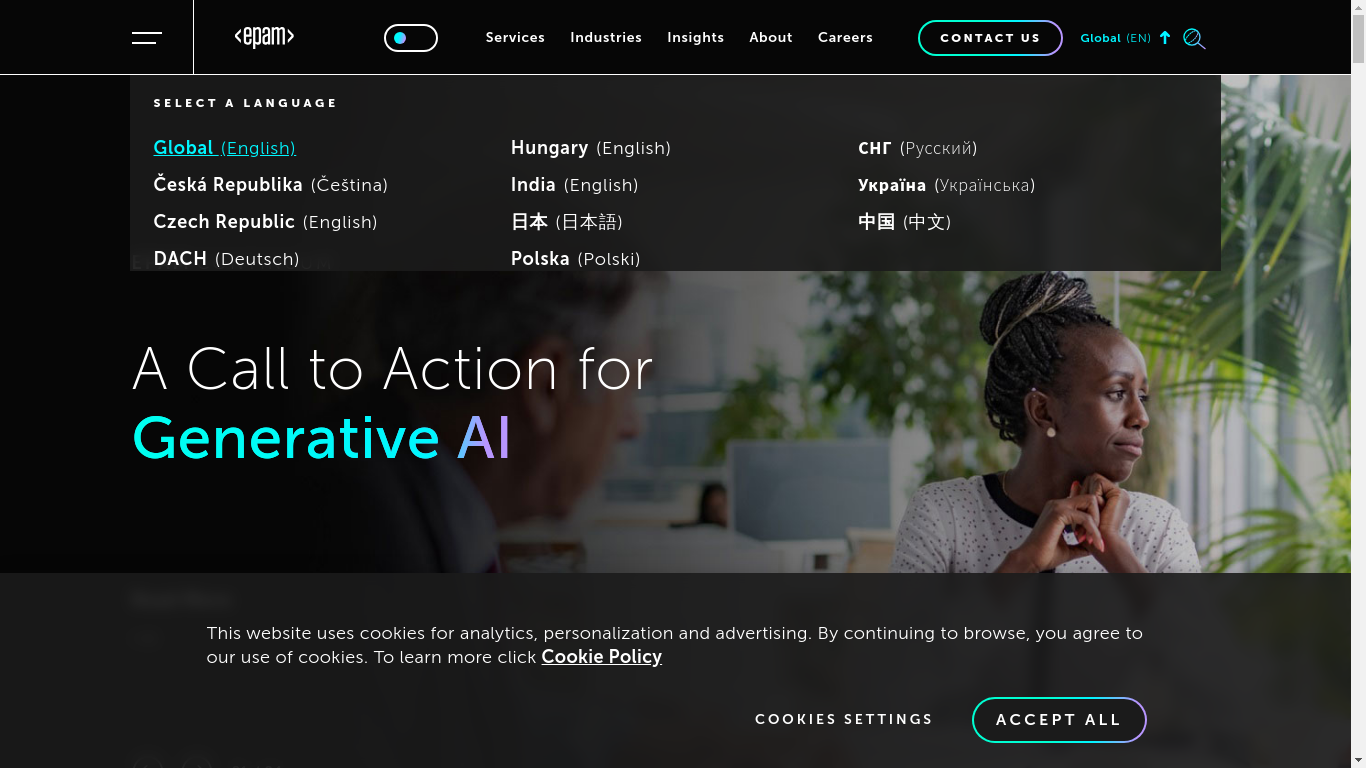 <epam>
Services Industries Insights About Careers CONTACT US Global (EN)
SELECT A LANGUAGE
Global (English)
Česká Republika (Čeština)
Czech Republic (English)
DACH (Deutsch)
Hungary (English)
India (English)
日本 (日本語)
Polska (Polski)
СНГ (Русский)
Україна (Українська)
中国 (中文)
A Call to Action for
Generative AI
This website uses cookies for analytics, personalization and advertising. By continuing to browse, you agree to
our use of cookies. To learn more click Cookie Policy
COOKIES SETTINGS ACCEPT ALL